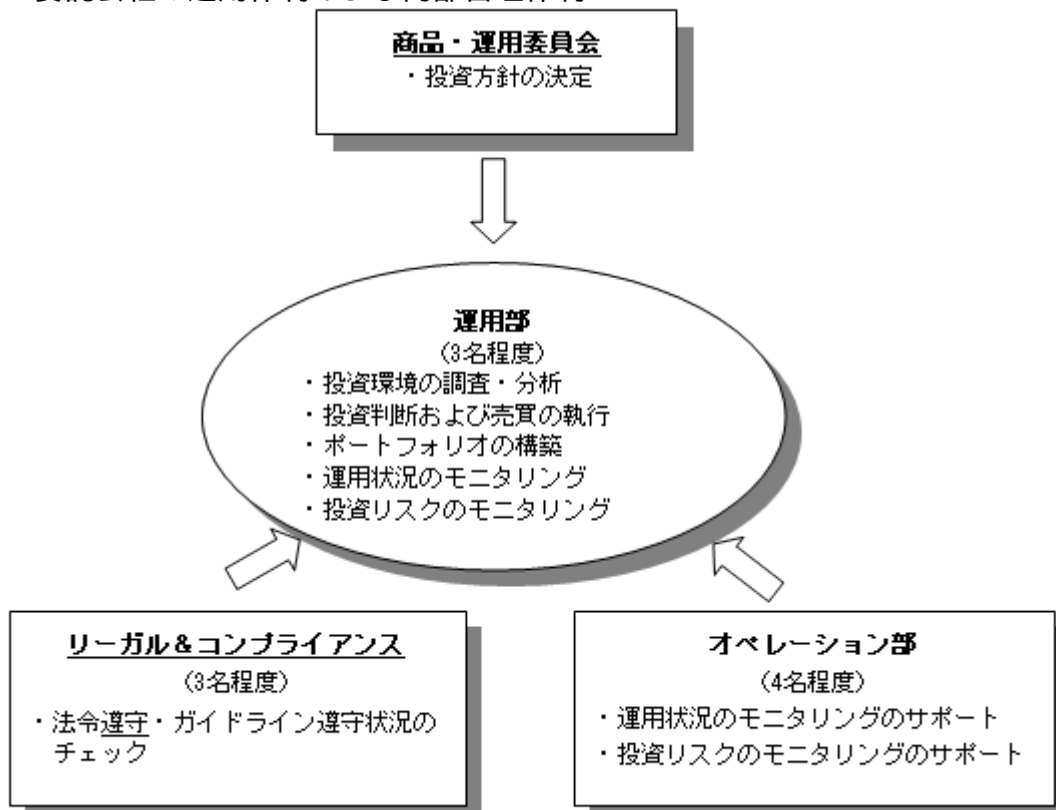 商品・運用委員会
・投資方針の決定
運用部
(3名程度)
・投資環境の調査・分析
・投資判断および売買の執行
・ポートフォリオの構築
・運用状況のモニタリング
・投資リスクのモニタリング
リーガル＆コンプライアンス
(3名程度)
・法令遵守・ガイドライン遵守状況の
チェック
オペレーション部
(4名程度)
・運用状況のモニタリングのサポート
・投資リスクのモニタリングのサポート